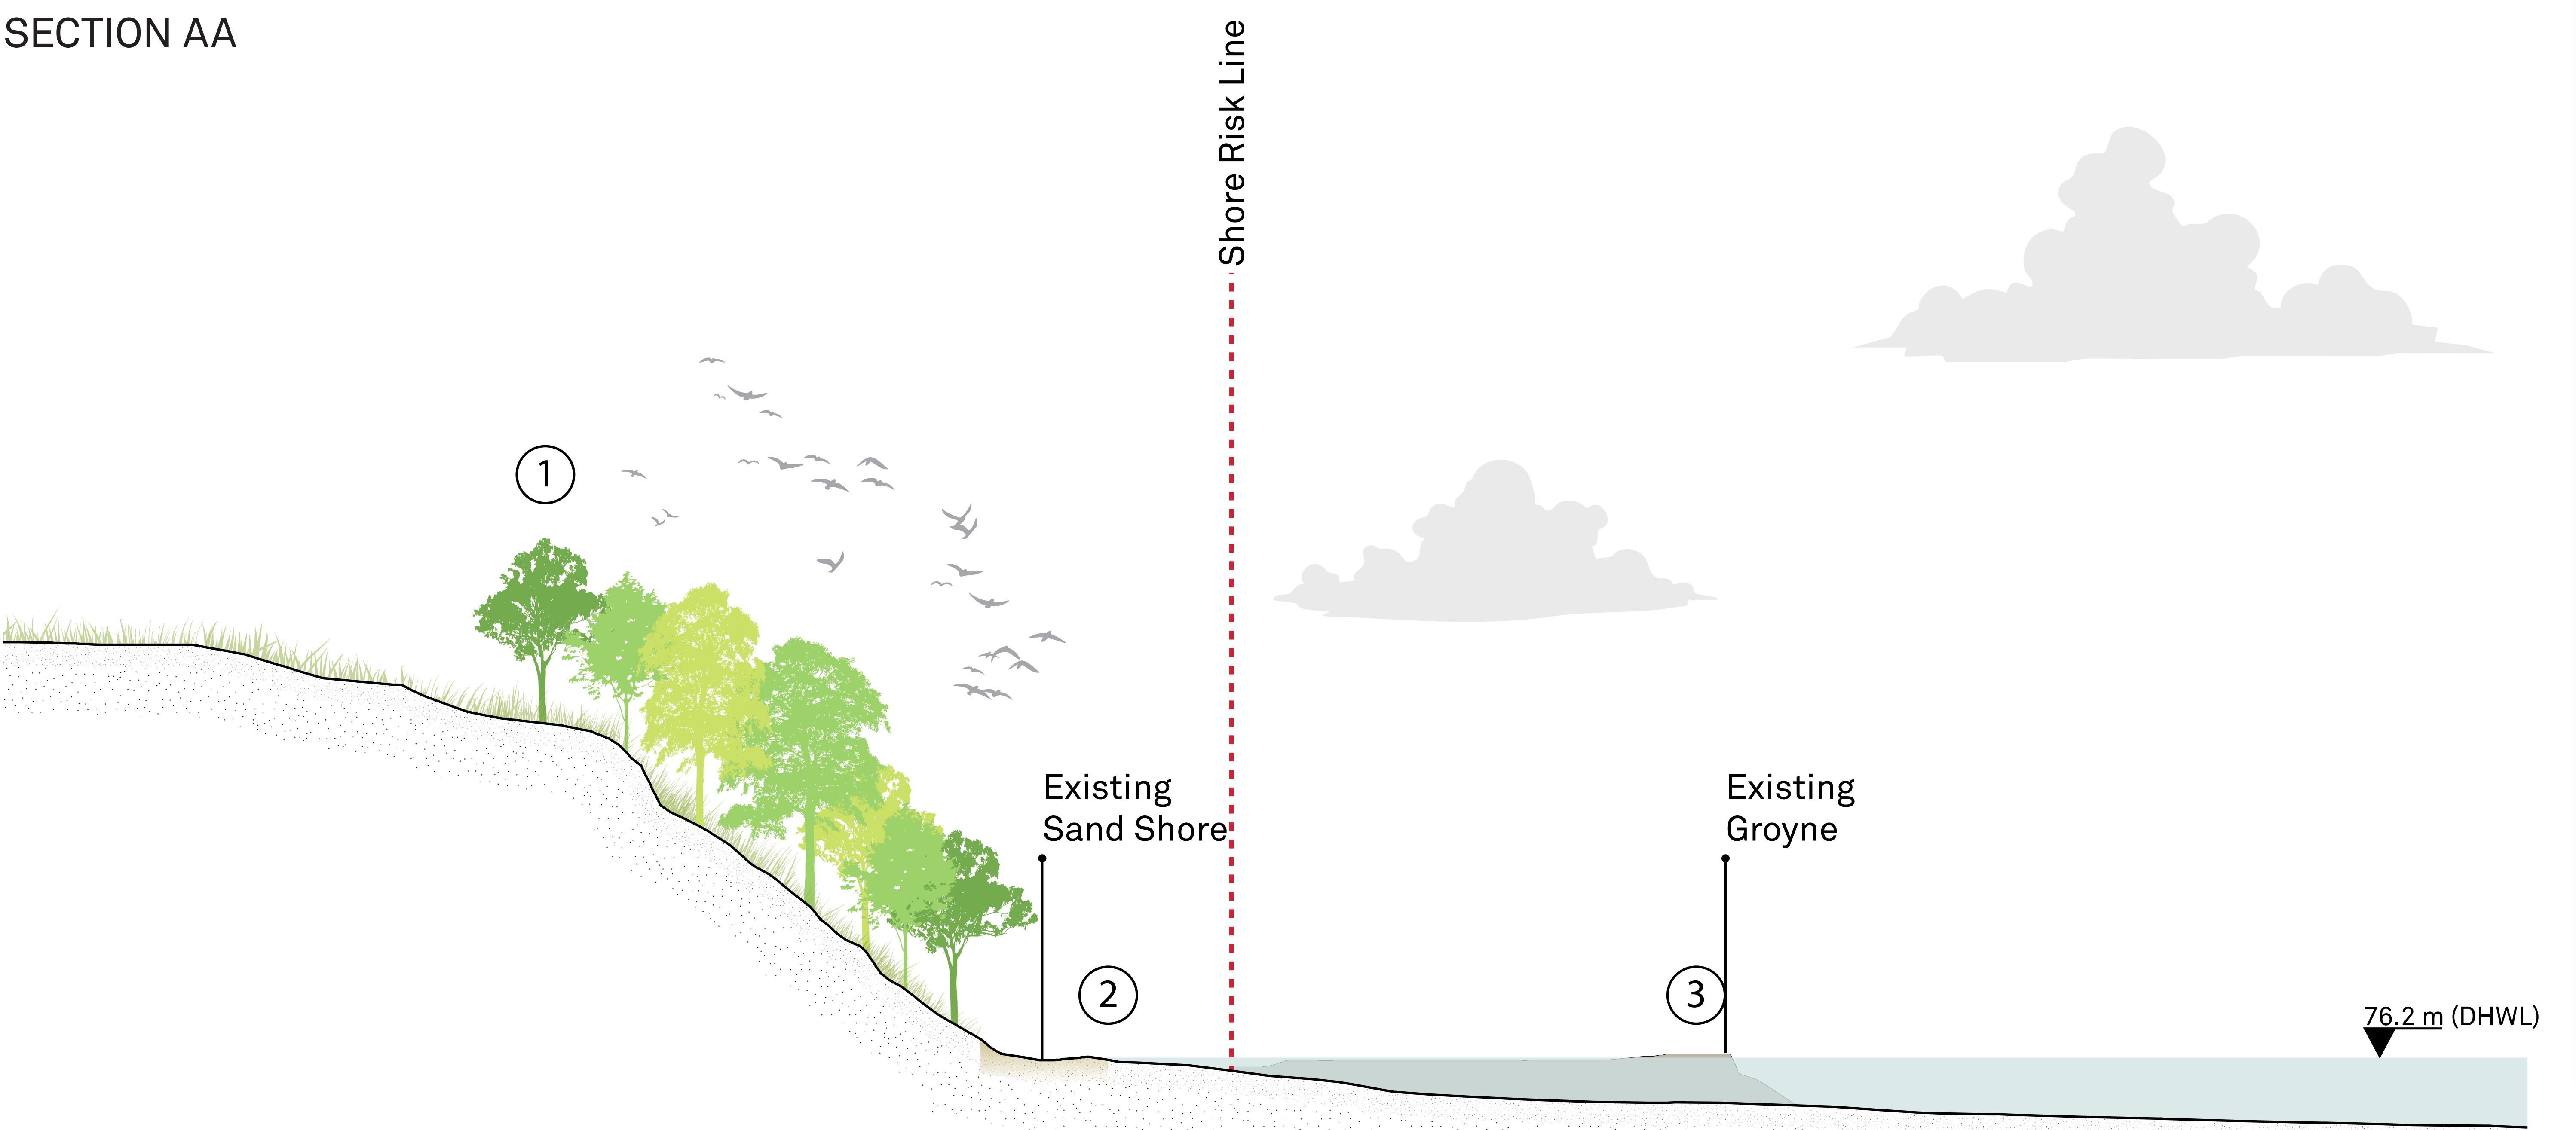 SECTION AA
Shore Risk Line
1
Existing
Sand Shore
Existing
Groyne
2
3
76.2 m (DHWL)